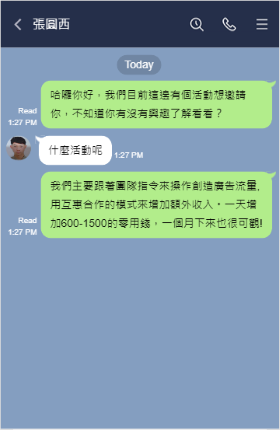 張圓西
Today
哈囉你好，我們目前這邊有個活動想邀請
你，不知道你有沒有興趣了解看看？
Read
1:27 PM
什麼活動呢
1:27 PM
我們主要跟著團隊指令來操作創造廣告流量,
用互惠合作的模式來增加額外收入。一天增
加600-1500的零用錢，一個月下來也很可觀!
Read
1:27 PM